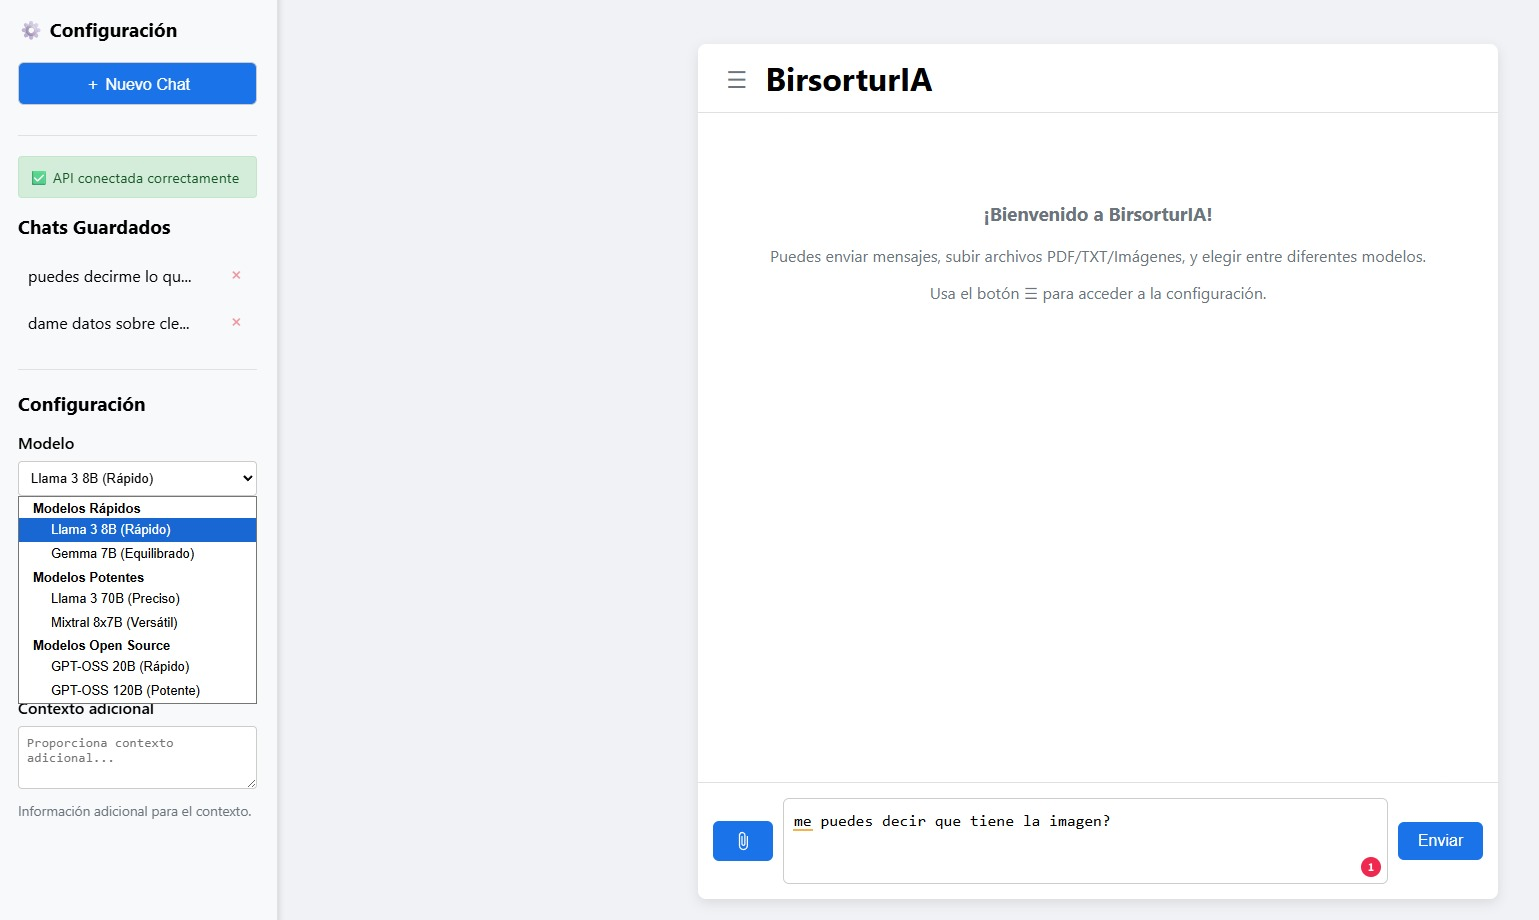 Configuración
+ Nuevo Chat
API conectada correctamente
Chats Guardados
puedes decirme lo qu... ×
dame datos sobre cle... ×
Configuración
Modelo
Llama 3 8B (Rápido)
Modelos Rápidos
Llama 3 8B (Rápido)
Gemma 7B (Equilibrado)
Modelos Potentes
Llama 3 70B (Preciso)
Mixtral 8x7B (Versátil)
Modelos Open Source
GPT-OSS 20B (Rápido)
GPT-OSS 120B (Potente)
Contexto adicional
Proporciona contexto
adicional...
Información adicional para el contexto.
☰ BirsorturIA
¡Bienvenido a BirsorturIA!
Puedes enviar mensajes, subir archivos PDF/TXT/Imágenes, y elegir entre diferentes modelos.
Usa el botón ☰ para acceder a la configuración.
me puedes decir que tiene la imagen?
1
Enviar